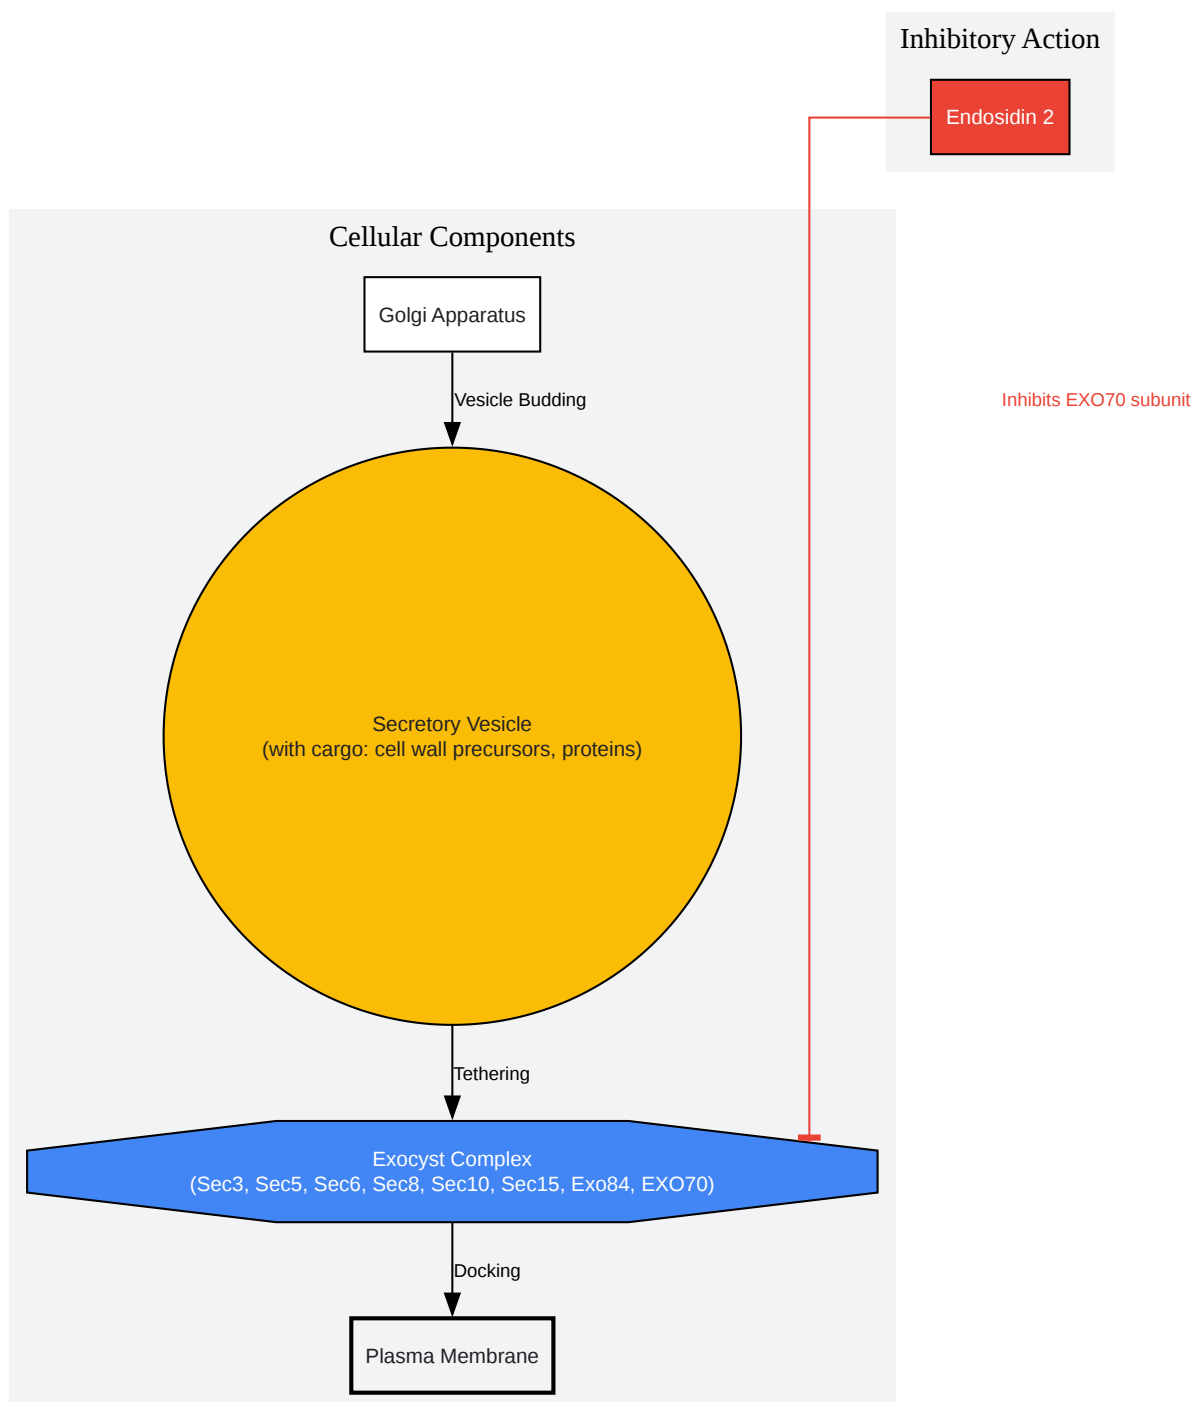 Inhibitory Action
Endosidin 2
Cellular Components
Golgi Apparatus
Vesicle Budding
Inhibits EXO70 subunit
Secretory Vesicle
(with cargo: cell wall precursors, proteins)
Tethering
Exocyst Complex
(Sec3, Sec5, Sec6, Sec8, Sec10, Sec15, Exo84, EXO70)
Docking
Plasma Membrane